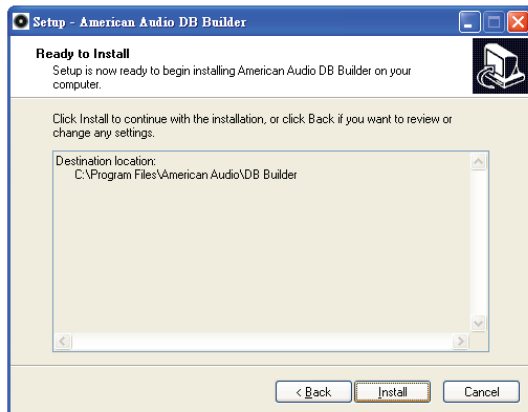 Setup - American Audio DB Builder
Ready to Install
Setup is now ready to begin installing American Audio DB Builder on your
computer.
Click Install to continue with the installation, or click Back if you want to review or
change any settings.
Destination location:
C:\Program Files\American Audio\DB Builder
< Back
Install
Cancel